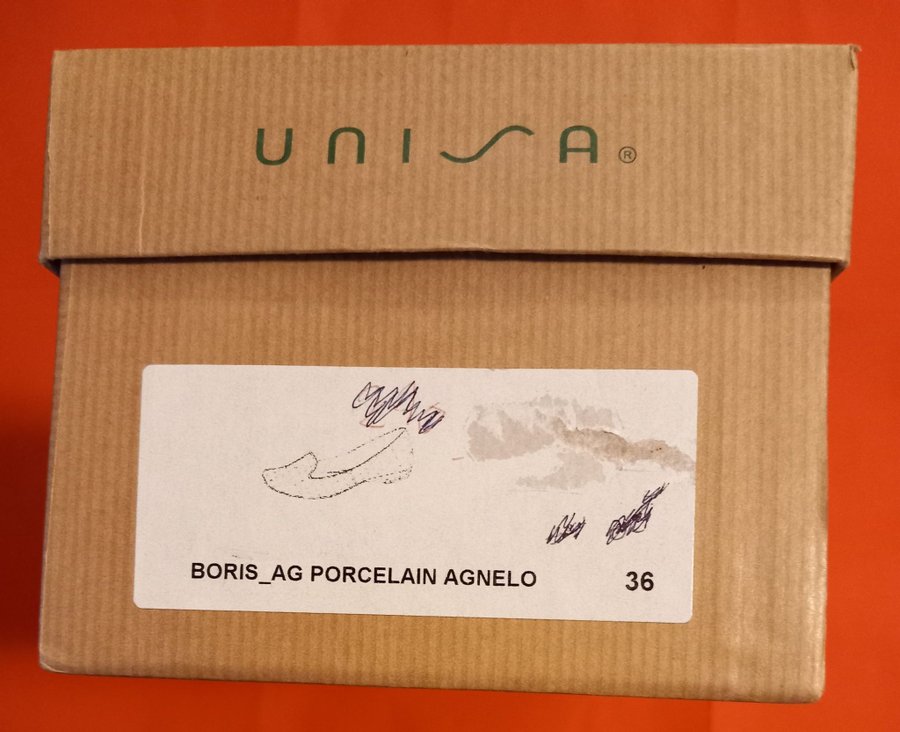 UNISA®
BORIS_AG PORCELAIN AGNELO 36